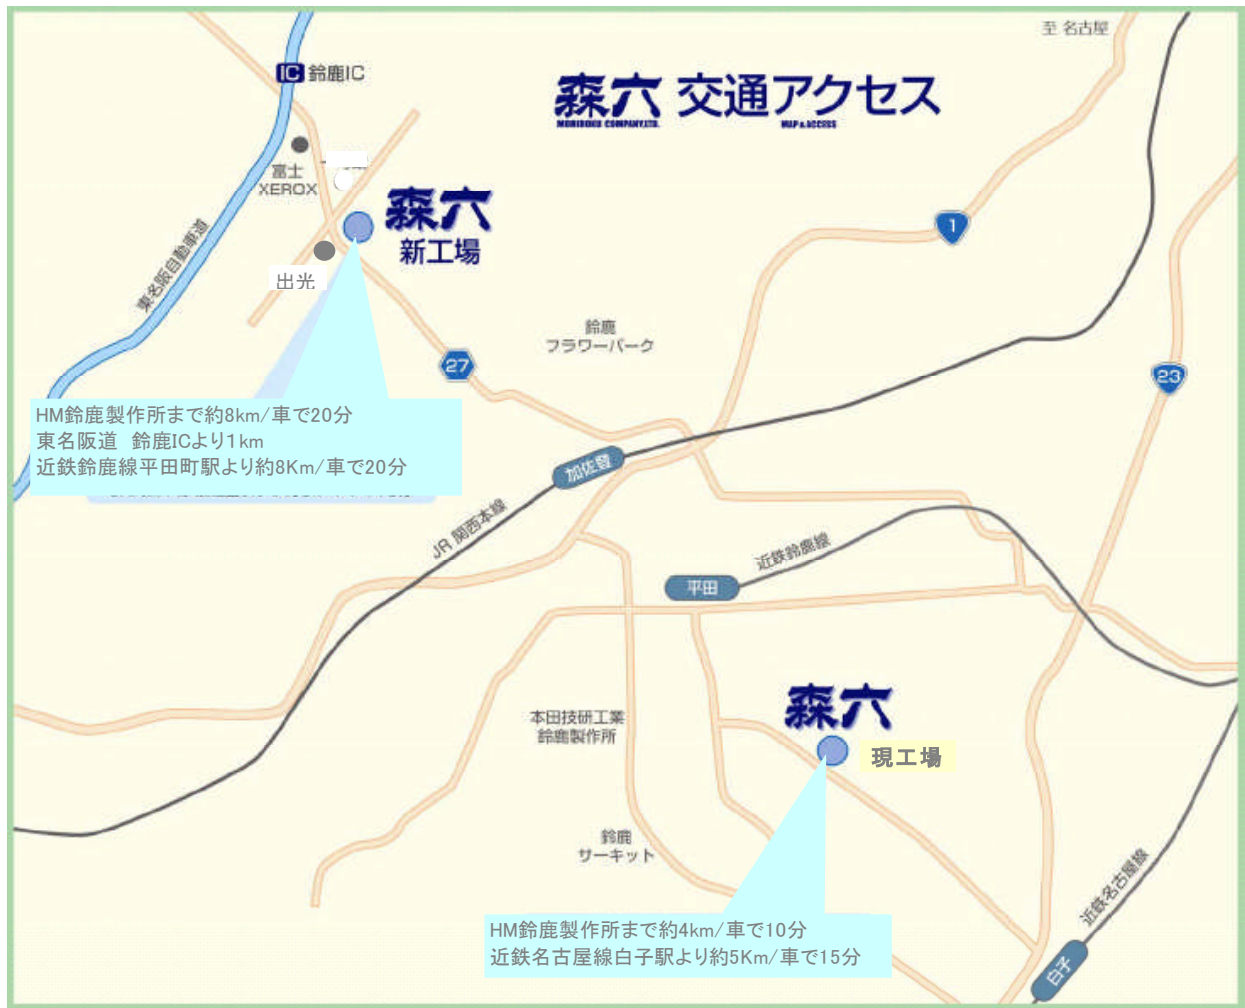 至 名古屋
IC 鈴鹿IC
森六 交通アクセス
MORIROKU COMPANY,LTD.
MAP & ACCESS
富士
XEROX
森六
新工場
出光
東名阪自動車道
1
鈴鹿
フラワーパーク
27
23
HM鈴鹿製作所まで約8km/車で20分
東名阪道 鈴鹿ICより1km
近鉄鈴鹿線平田町駅より約8Km/車で20分
加佐登
JR 関西本線
近鉄鈴鹿線
平田
森六
現工場
本田技研工業
鈴鹿製作所
鈴鹿
サーキット
近鉄名古屋線
白子
HM鈴鹿製作所まで約4km/車で10分
近鉄名古屋線白子駅より約5Km/車で15分